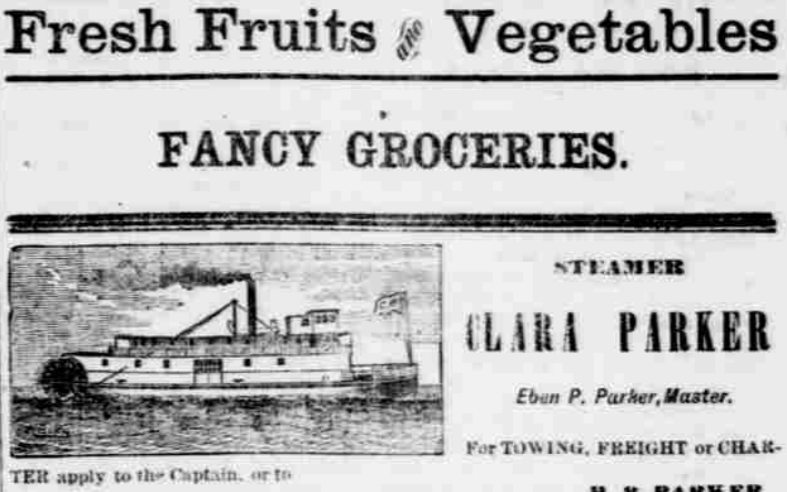 Fresh Fruits and Vegetables
FANCY GROCERIES.
STEAMER
CLARA PARKER
Eben P. Parker, Master.
For TOWING, FREIGHT or CHAR-
TER apply to the Captain, or to
PARKER